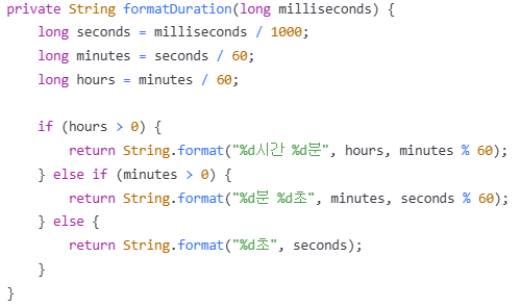 private String formatDuration(long milliseconds) {
    long seconds = milliseconds / 1000;
    long minutes = seconds / 60;
    long hours = minutes / 60;

    if (hours > 0) {
        return String.format("%d시간 %d분", hours, minutes % 60);
    } else if (minutes > 0) {
        return String.format("%d분 %d초", minutes, seconds % 60);
    } else {
        return String.format("%d초", seconds);
    }
}